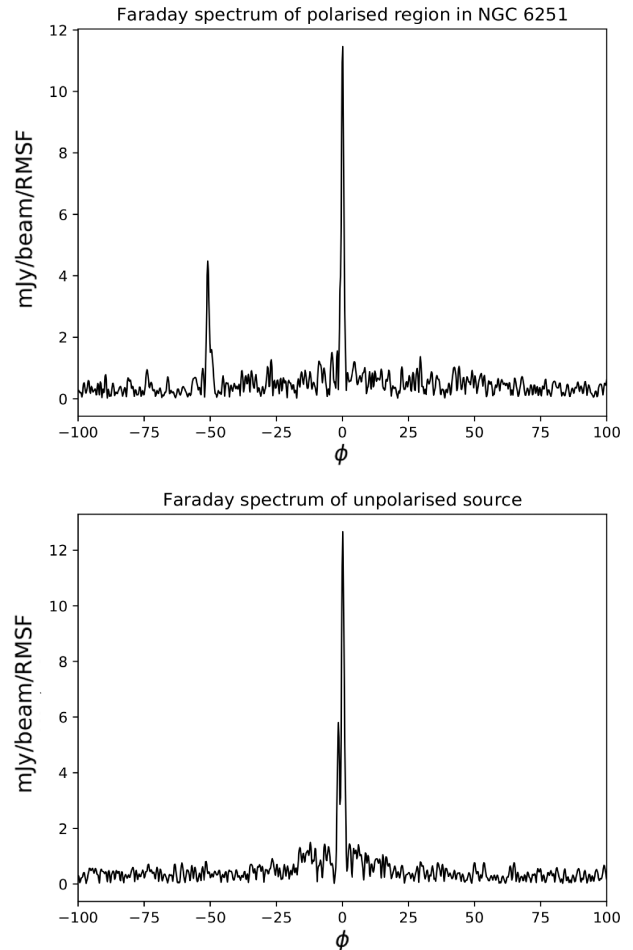 Faraday spectrum of polarised region in NGC 6251
12
10
8
6
4
2
0
mJy/beam/RMSF
−100 −75 −50 −25 0 25 50 75 100
ϕ
Faraday spectrum of unpolarised source
12
10
8
6
4
2
0
mJy/beam/RMSF
−100 −75 −50 −25 0 25 50 75 100
ϕ